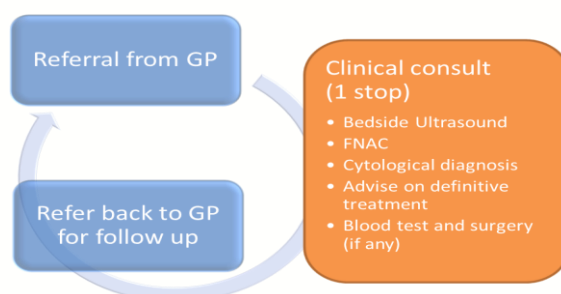 Referral from GP
Clinical consult
(1 stop)
• Bedside Ultrasound
• FNAC
• Cytological diagnosis
• Advise on definitive
treatment
• Blood test and surgery
(if any)
Refer back to GP
for follow up